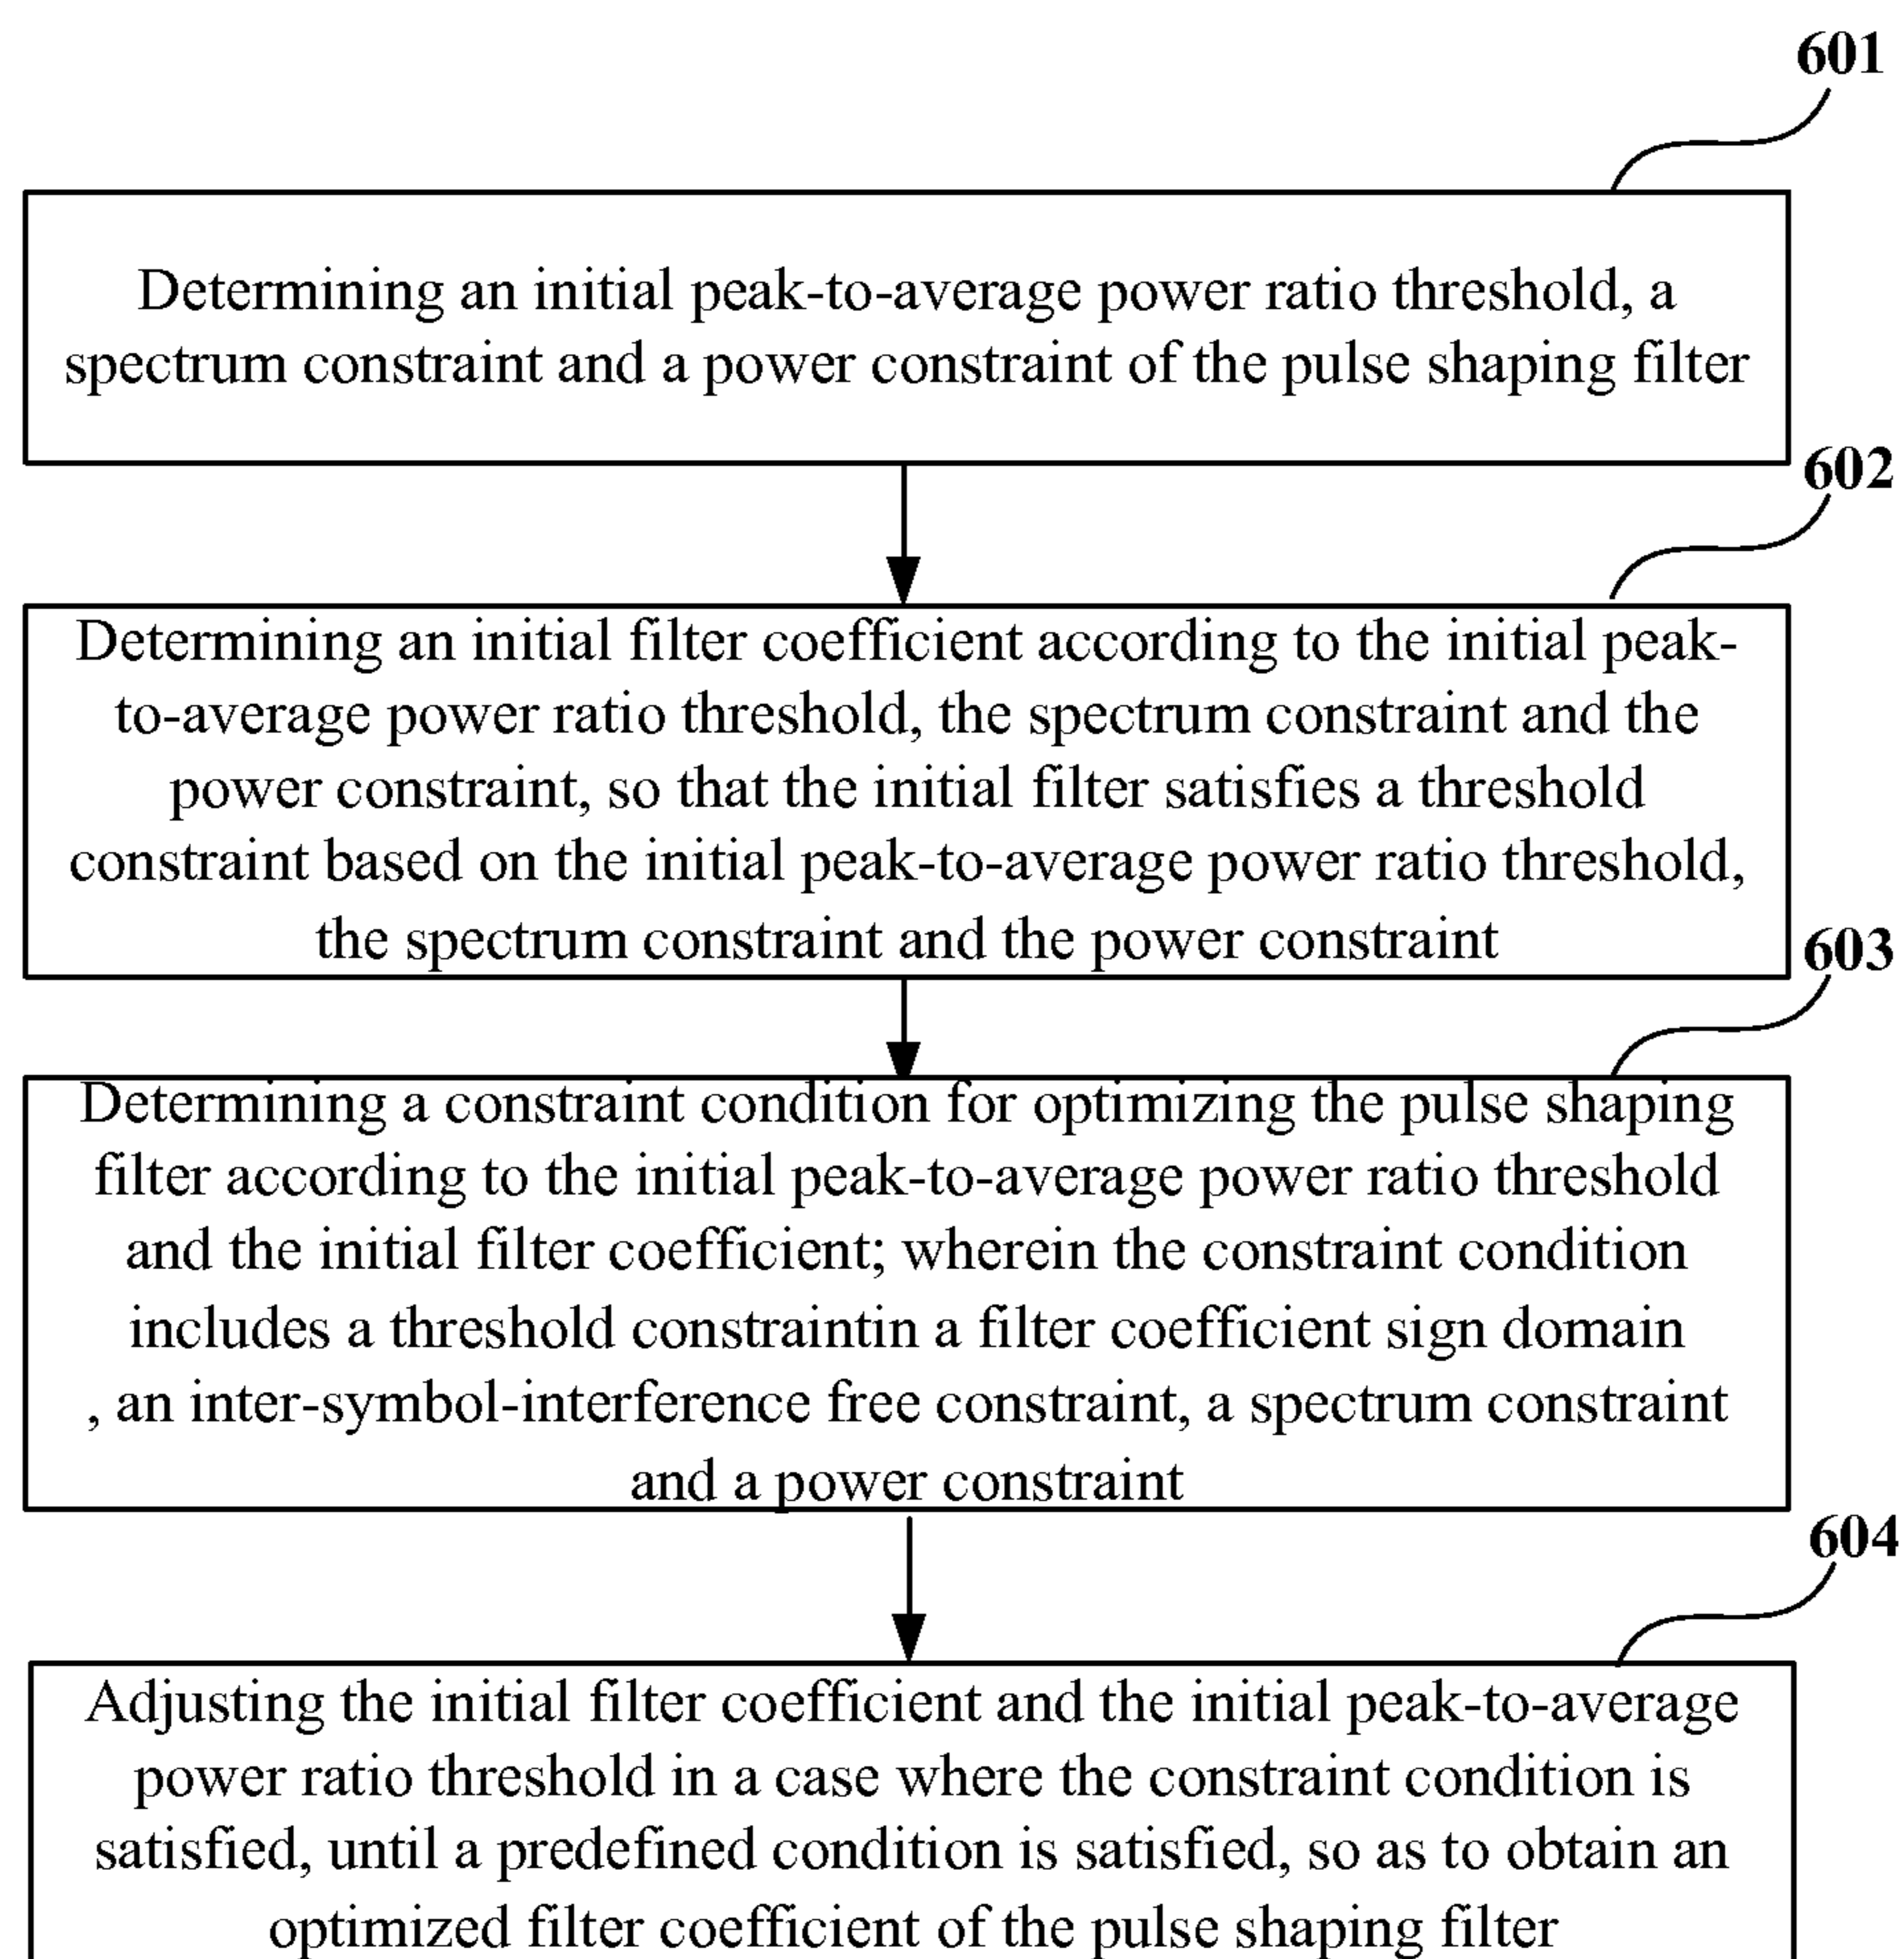 601
Determining an initial peak-to-average power ratio threshold, a
spectrum constraint and a power constraint of the pulse shaping filter
602
Determining an initial filter coefficient according to the initial peak-
to-average power ratio threshold, the spectrum constraint and the
power constraint, so that the initial filter satisfies a threshold
constraint based on the initial peak-to-average power ratio threshold,
the spectrum constraint and the power constraint
603
Determining a constraint condition for optimizing the pulse shaping
filter according to the initial peak-to-average power ratio threshold
and the initial filter coefficient; wherein the constraint condition
includes a threshold constraintin a filter coefficient sign domain
, an inter-symbol-interference free constraint, a spectrum constraint
and a power constraint
604
Adjusting the initial filter coefficient and the initial peak-to-average
power ratio threshold in a case where the constraint condition is
satisfied, until a predefined condition is satisfied, so as to obtain an
optimized filter coefficient of the pulse shaping filter